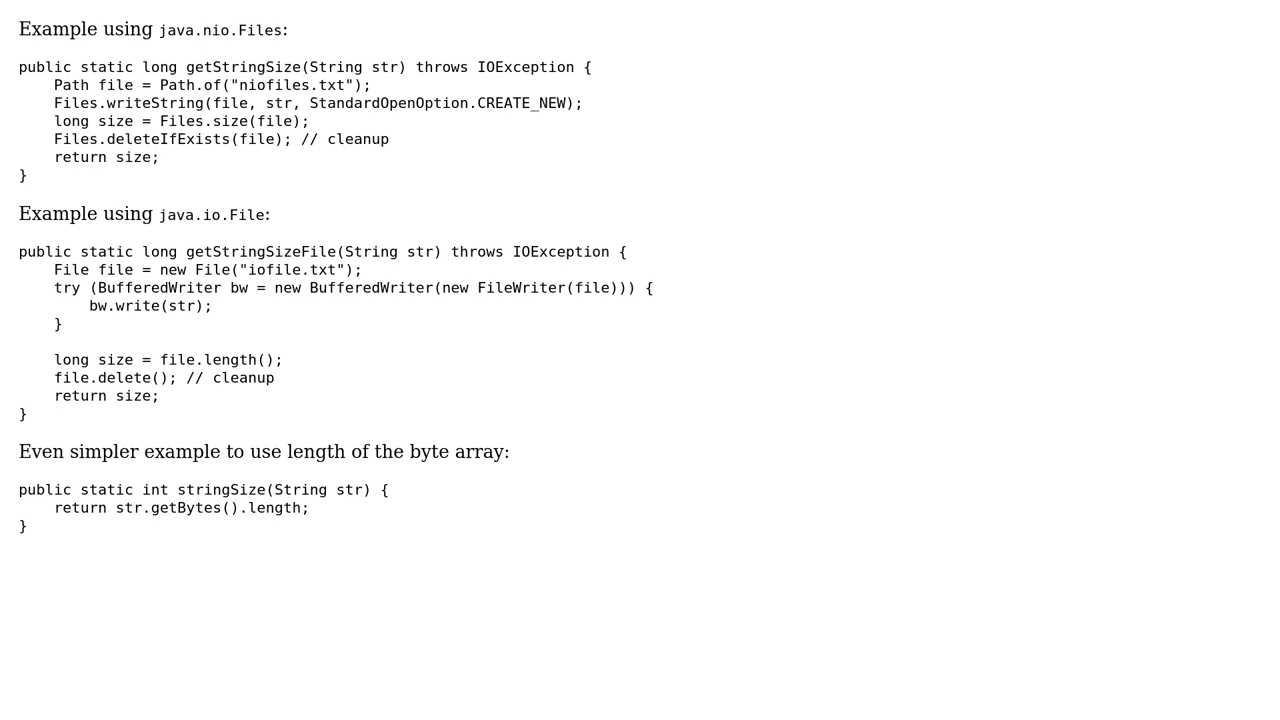 Example using java.nio.Files:
public static long getStringSize(String str) throws IOException {
    Path file = Path.of("niofiles.txt");
    Files.writeString(file, str, StandardOpenOption.CREATE_NEW);
    long size = Files.size(file);
    Files.deleteIfExists(file); // cleanup
    return size;
}
Example using java.io.File:
public static long getStringSizeFile(String str) throws IOException {
    File file = new File("iofile.txt");
    try (BufferedWriter bw = new BufferedWriter(new FileWriter(file))) {
        bw.write(str);
    }
    long size = file.length();
    file.delete(); // cleanup
    return size;
}
Even simpler example to use length of the byte array:
public static int stringSize(String str) {
    return str.getBytes().length;
}